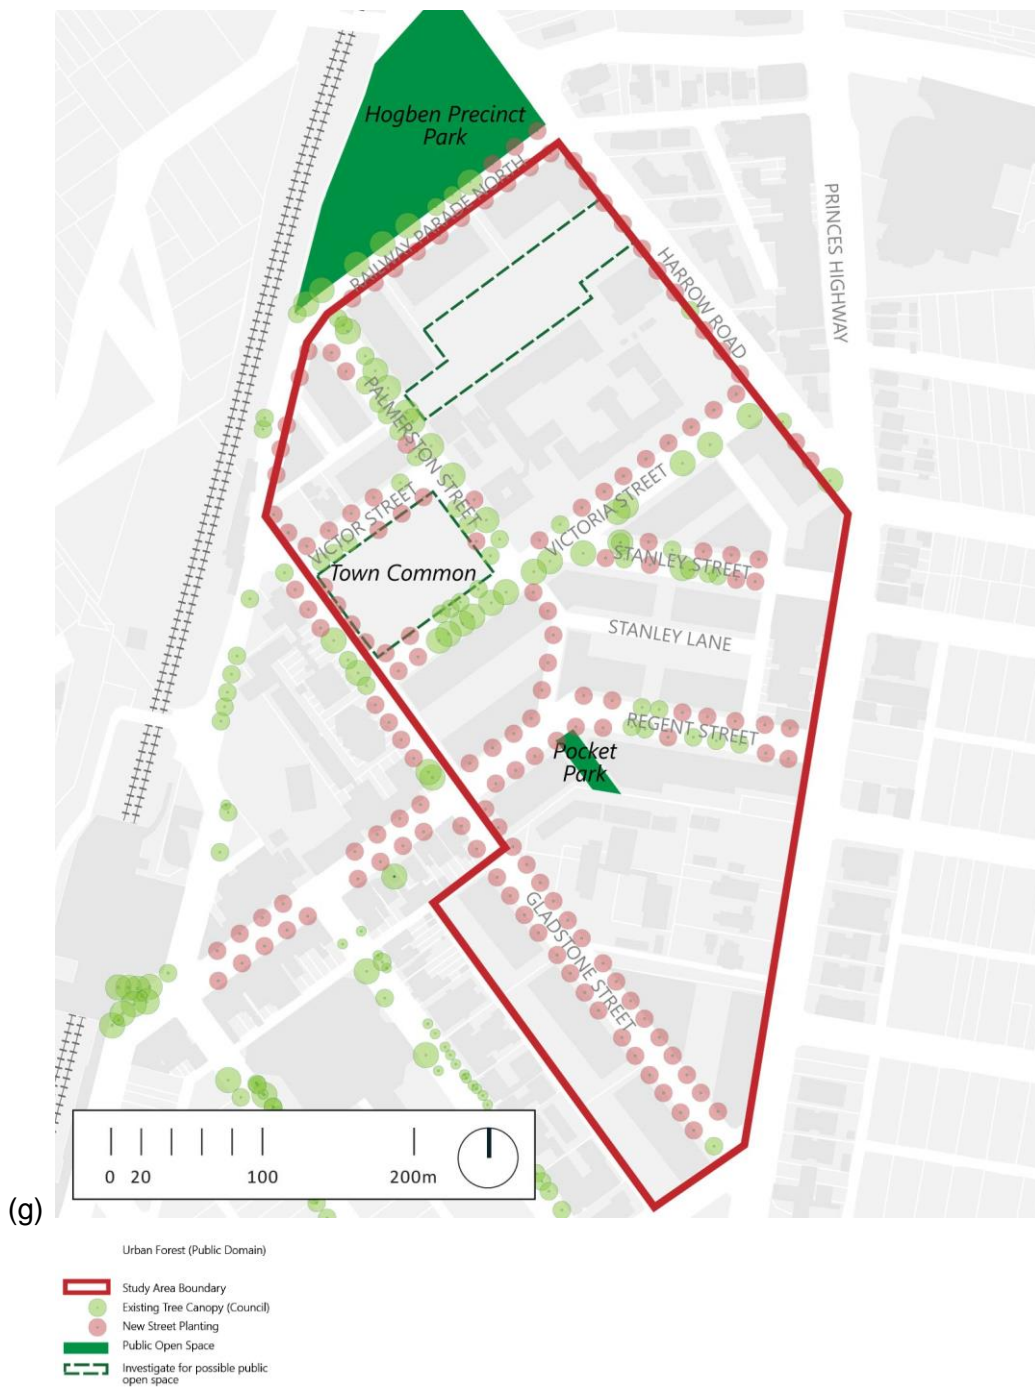 Hogben Precinct
Park
RAILWAY PARADE NORTH
PRINCES HIGHWAY
HARROW ROAD
PALMERSTON STREET
VICTOR STREET
VICTORIA STREET
STANLEY STREET
Town Common
STANLEY LANE
REGENT STREET
Pocket
Park
GLADSTONE STREET
0 20 100 200m
(g)
Urban Forest (Public Domain)
Study Area Boundary
Existing Tree Canopy (Council)
New Street Planting
Public Open Space
Investigate for possible public
open space